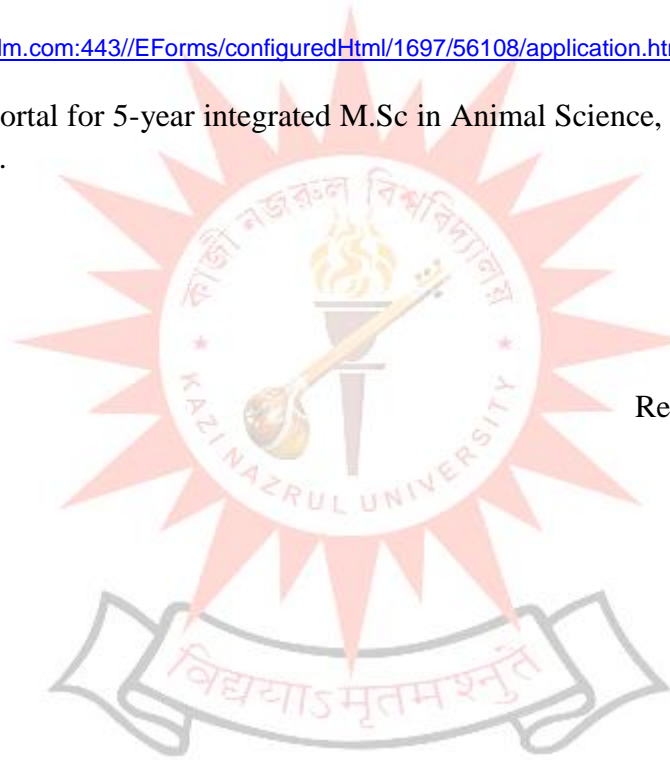 lm.com:443//EForms/configuredHtml/1697/56108/application.htm
ortal for 5-year integrated M.Sc in Animal Science,
.
কাজী নজরুল বিশ্ববিদ্যালয়
Re
KAZI NAZRUL UNIVERSITY
विद्ययाऽमृतमश्नुते